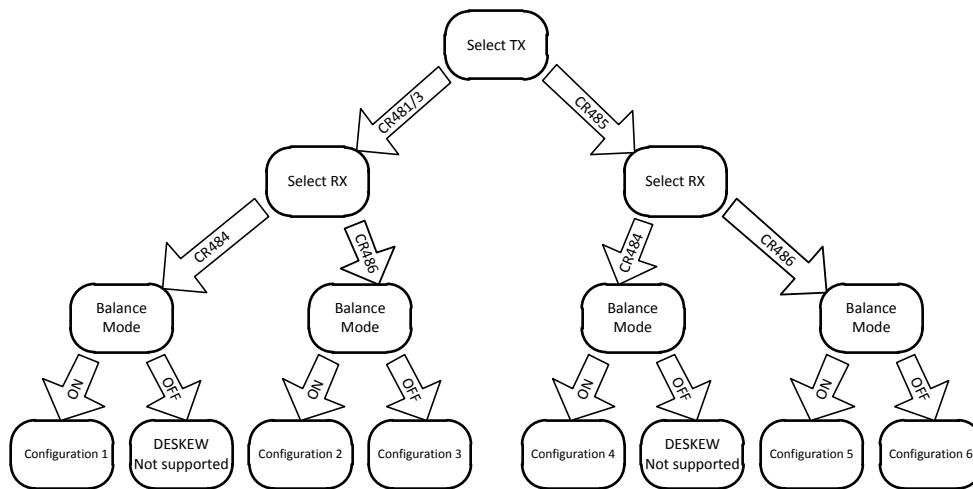 Select TX
CR481/3
CR485
Select RX
Select RX
CR484
CR486
CR484
CR486
Balance
Mode
Balance
Mode
Balance
Mode
Balance
Mode
ON
OFF
ON
OFF
ON
OFF
ON
OFF
Configuration 1
DESKEW
Not supported
Configuration 2
Configuration 3
Configuration 4
DESKEW
Not supported
Configuration 5
Configuration 6